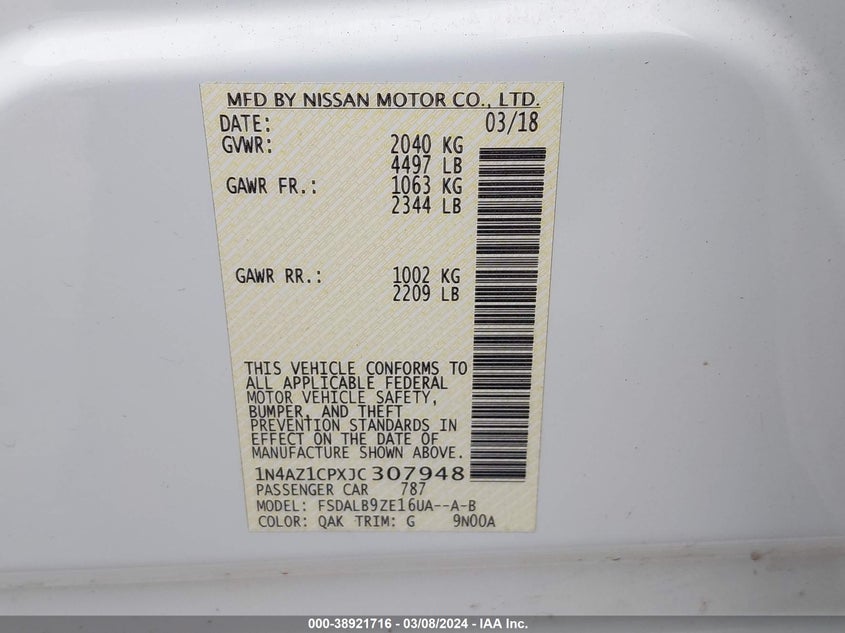 MFD BY NISSAN MOTOR CO., LTD.
DATE: 03/18
GVWR: 2040 KG
4497 LB
GAWR FR.: 1063 KG
2344 LB
GAWR RR.: 1002 KG
2209 LB
THIS VEHICLE CONFORMS TO
ALL APPLICABLE FEDERAL
MOTOR VEHICLE SAFETY,
BUMPER, AND THEFT
PREVENTION STANDARDS IN
EFFECT ON THE DATE OF
MANUFACTURE SHOWN ABOVE.
1N4AZ1CPXJC307948
PASSENGER CAR 787
MODEL: FSDALB9ZE16UA--A-B
COLOR: QAK TRIM: G 9N00A
000-38921716 - 03/08/2024 - IAA Inc.